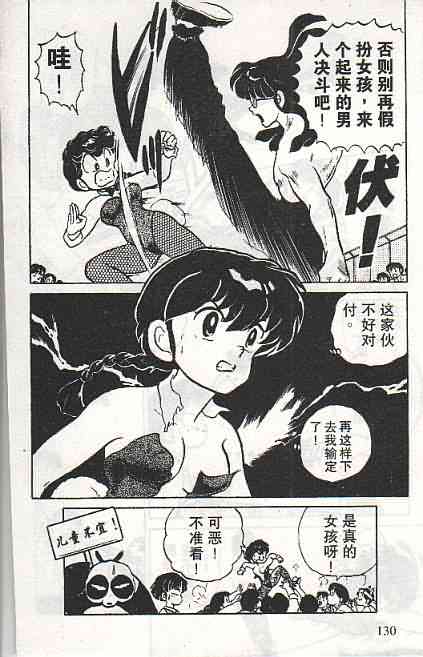 否则别再假
扮女孩，来
个起来的男
人决斗吧！
哇！
伏！
这家伙
不好对
付。
再这样下
去我输定
了！
是真的
女孩呀！
可恶！
不准看！
儿童不宜！
130